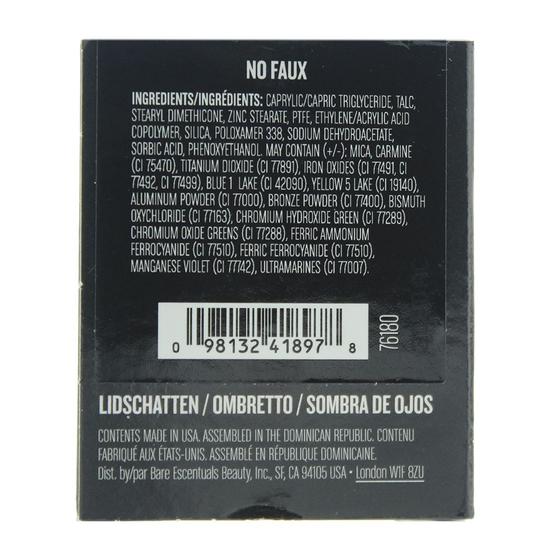 NO FAUX
INGREDIENTS/INGRÉDIENTS: CAPRYLIC/CAPRIC TRIGLYCERIDE, TALC,
STEARYL DIMETHICONE, ZINC STEARATE, PTFE, ETHYLENE/ACRYLIC ACID
COPOLYMER, SILICA, POLOXAMER 338, SODIUM DEHYDROACETATE,
SORBIC ACID, PHENOXYETHANOL. MAY CONTAIN (+/-): MICA, CARMINE
(CI 75470), TITANIUM DIOXIDE (CI 77891), IRON OXIDES (CI 77491, CI
77492, CI 77499), BLUE 1 LAKE (CI 42090), YELLOW 5 LAKE (CI 19140),
ALUMINUM POWDER (CI 77000), BRONZE POWDER (CI 77400), BISMUTH
OXYCHLORIDE (CI 77163), CHROMIUM HYDROXIDE GREEN (CI 77289),
CHROMIUM OXIDE GREENS (CI 77288), FERRIC AMMONIUM
FERROCYANIDE (CI 77510), FERRIC FERROCYANIDE (CI 77510),
MANGANESE VIOLET (CI 77742), ULTRAMARINES (CI 77007).
0 98132 41897 8
76180
LIDSCHATTEN / OMBRETTO / SOMBRA DE OJOS
CONTENTS MADE IN USA. ASSEMBLED IN THE DOMINICAN REPUBLIC. CONTENU
FABRIQUÉ AUX ÉTATS-UNIS. ASSEMBLÉ EN RÉPUBLIQUE DOMINICAINE.
Dist. by/par Bare Escentuals Beauty, Inc., SF, CA 94105 USA • London W1F 8ZU